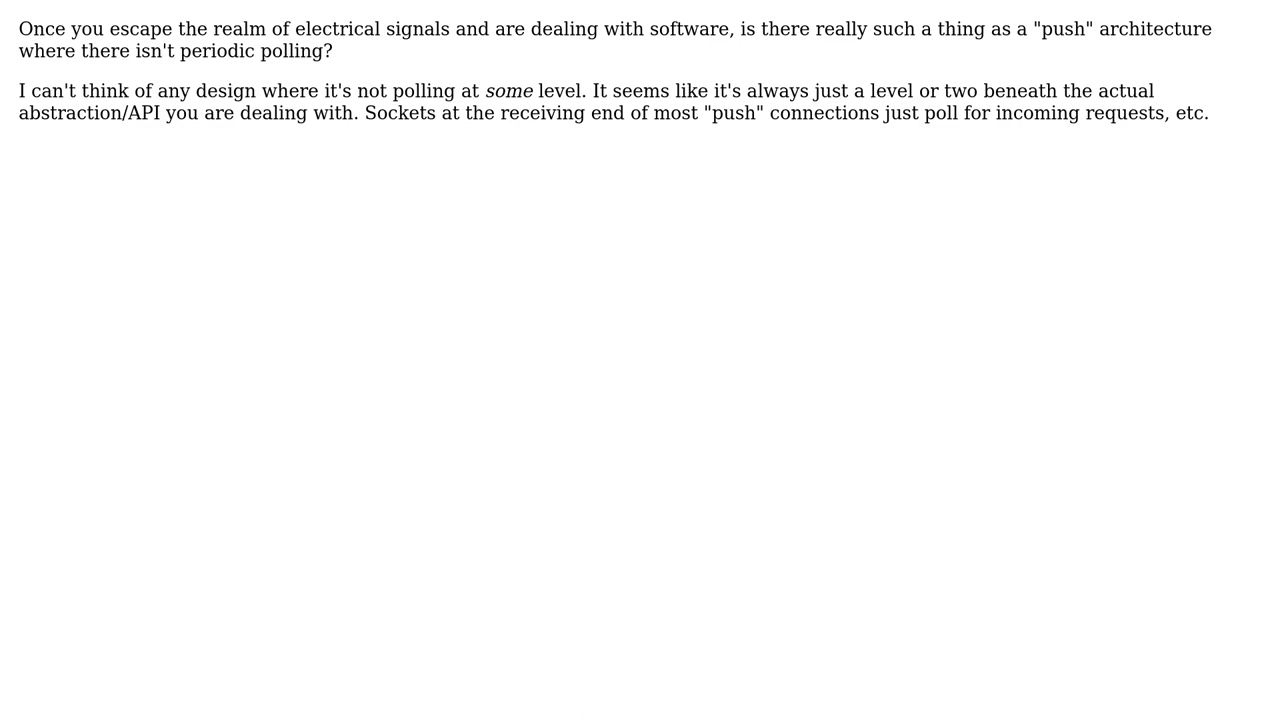 Once you escape the realm of electrical signals and are dealing with software, is there really such a thing as a "push" architecture
where there isn't periodic polling?
I can't think of any design where it's not polling at some level. It seems like it's always just a level or two beneath the actual
abstraction/API you are dealing with. Sockets at the receiving end of most "push" connections just poll for incoming requests, etc.